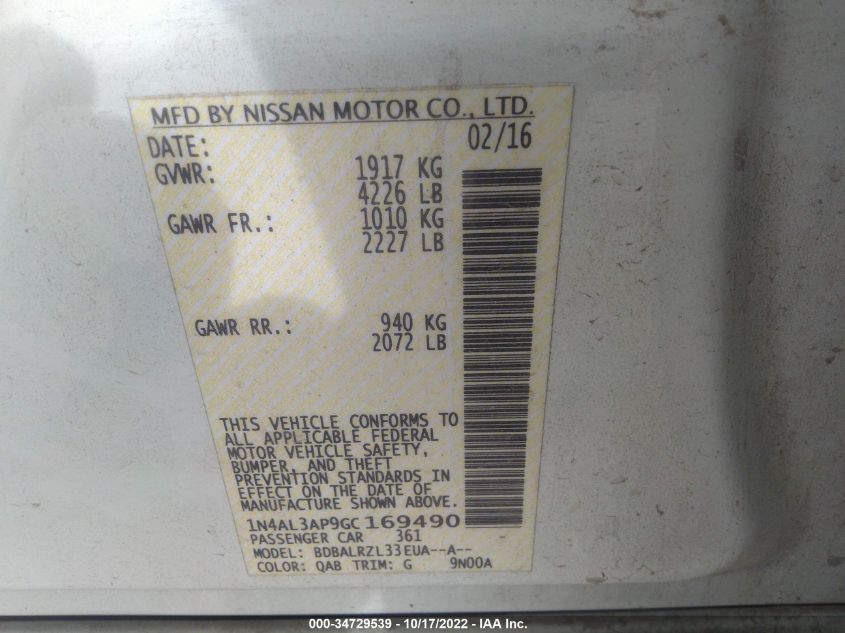 MFD BY NISSAN MOTOR CO., LTD.
DATE: 02/16
GVWR: 1917 KG
4226 LB
GAWR FR.: 1010 KG
2227 LB
GAWR RR.: 940 KG
2072 LB
THIS VEHICLE CONFORMS TO
ALL APPLICABLE FEDERAL
MOTOR VEHICLE SAFETY,
BUMPER, AND THEFT
PREVENTION STANDARDS IN
EFFECT ON THE DATE OF
MANUFACTURE SHOWN ABOVE.
1N4AL3AP9GC169490
PASSENGER CAR 361
MODEL: BDBALRZL33EUA--A--
COLOR: QAB TRIM: G 9N00A
000-34729539 - 10/17/2022 - IAA Inc.